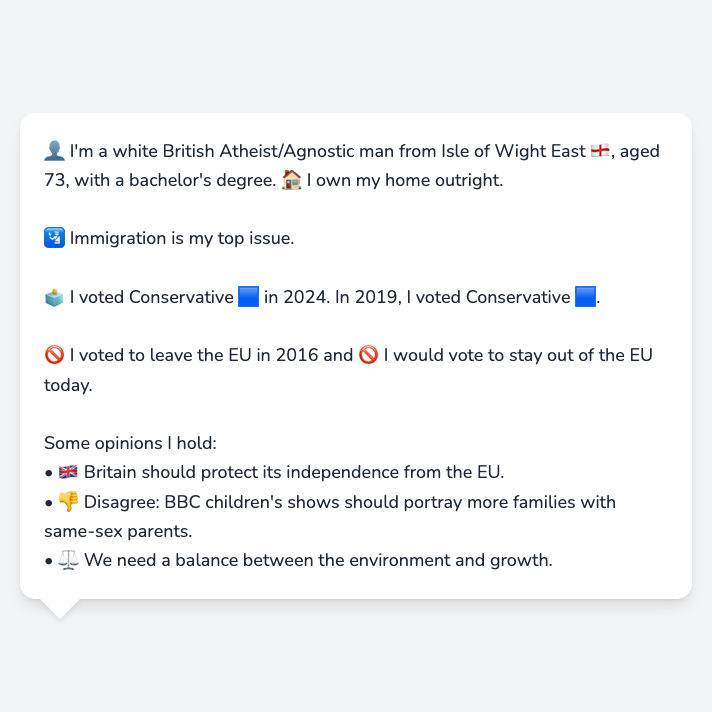 👤 I'm a white British Atheist/Agnostic man from Isle of Wight East 🏴󠁧󠁢󠁥󠁮󠁧󠁿, aged
73, with a bachelor's degree. 🏠 I own my home outright.
🛂 Immigration is my top issue.
🗳️ I voted Conservative 🟦 in 2024. In 2019, I voted Conservative 🟦.
🚫 I voted to leave the EU in 2016 and 🚫 I would vote to stay out of the EU
today.
Some opinions I hold:
• 🇬🇧 Britain should protect its independence from the EU.
• 👎 Disagree: BBC children's shows should portray more families with
same-sex parents.
• ⚖️ We need a balance between the environment and growth.